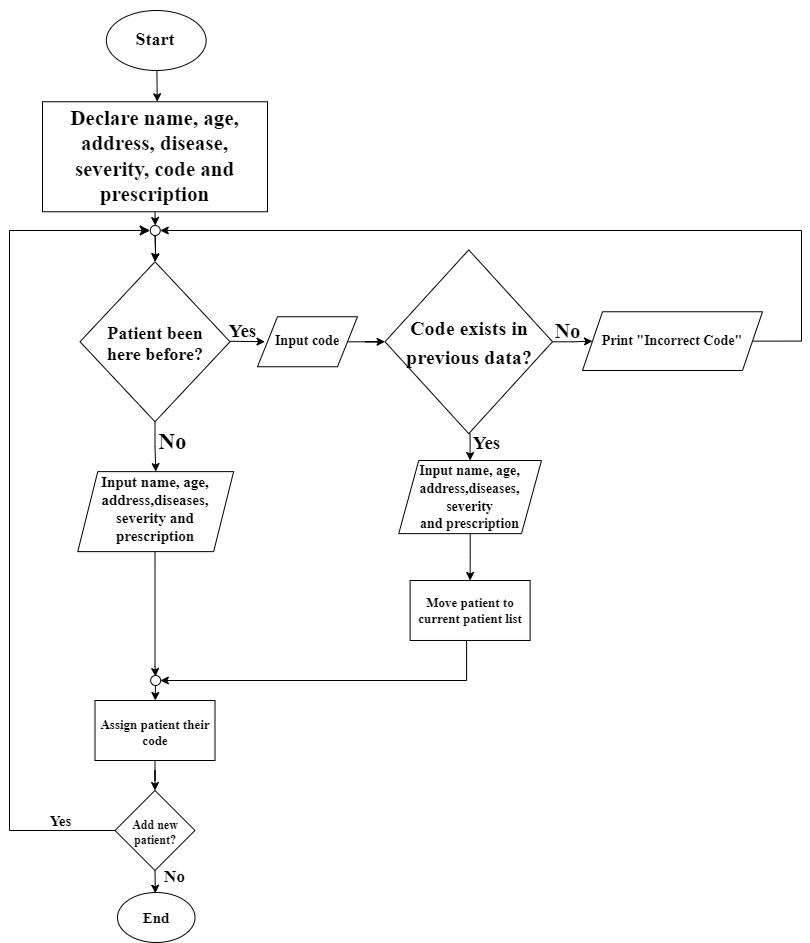 Start
Declare name, age,
address, disease,
severity, code and
prescription
Patient been
here before?
Yes
Input code
Code exists in
previous data?
No
Print "Incorrect Code"
No
Yes
Input name, age,
address,diseases,
severity and
prescription
Input name, age,
address,diseases,
severity
and prescription
Move patient to
current patient list
Assign patient their
code
Add new
patient?
Yes
No
End